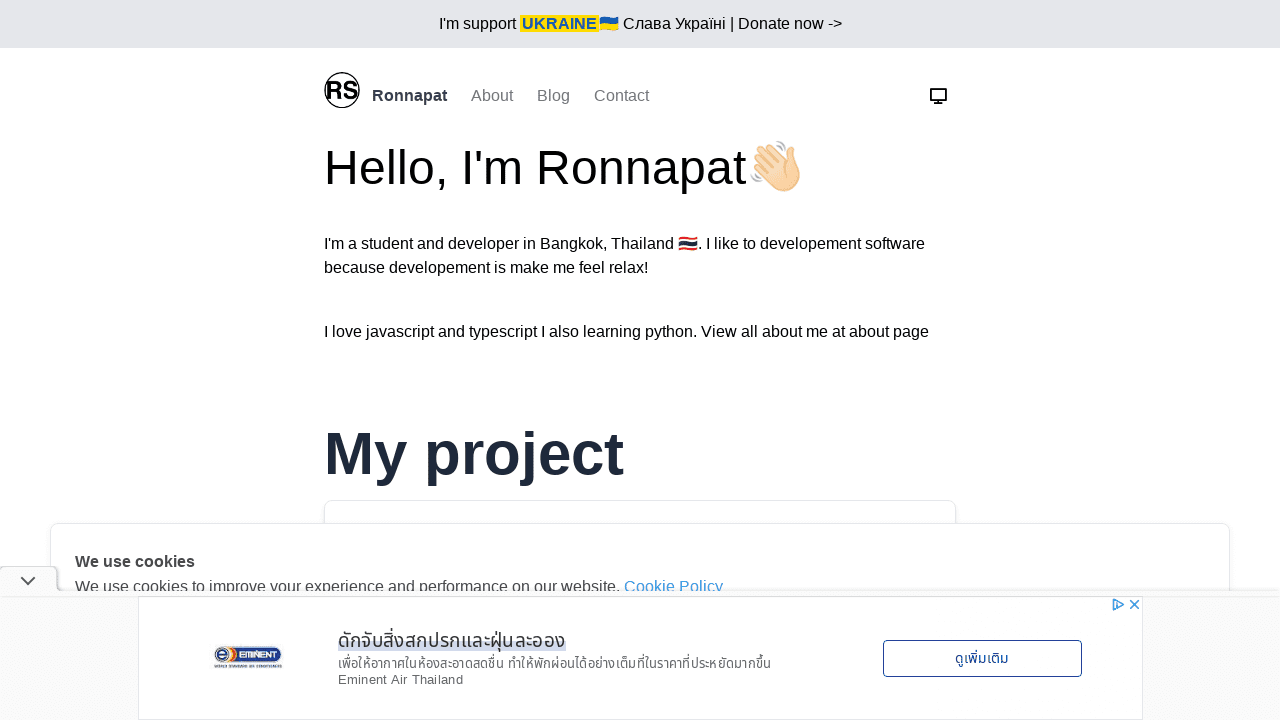 I'm support UKRAINE🇺🇦 Слава Україні | Donate now ->
RS Ronnapat About Blog Contact
Hello, I'm Ronnapat👋🏻
I'm a student and developer in Bangkok, Thailand 🇹🇭. I like to developement software
because developement is make me feel relax!
I love javascript and typescript I also learning python. View all about me at about page
My project
We use cookies
We use cookies to improve your experience and performance on our website. Cookie Policy
ดักจับสิ่งสกปรกและฝุ่นละออง
เพื่อให้อากาศในห้องสะอาดสดชื่น ทำให้พักผ่อนได้อย่างเต็มที่ในราคาที่ประหยัดมากขึ้น
Eminent Air Thailand
EMINENT
ดูเพิ่มเติม